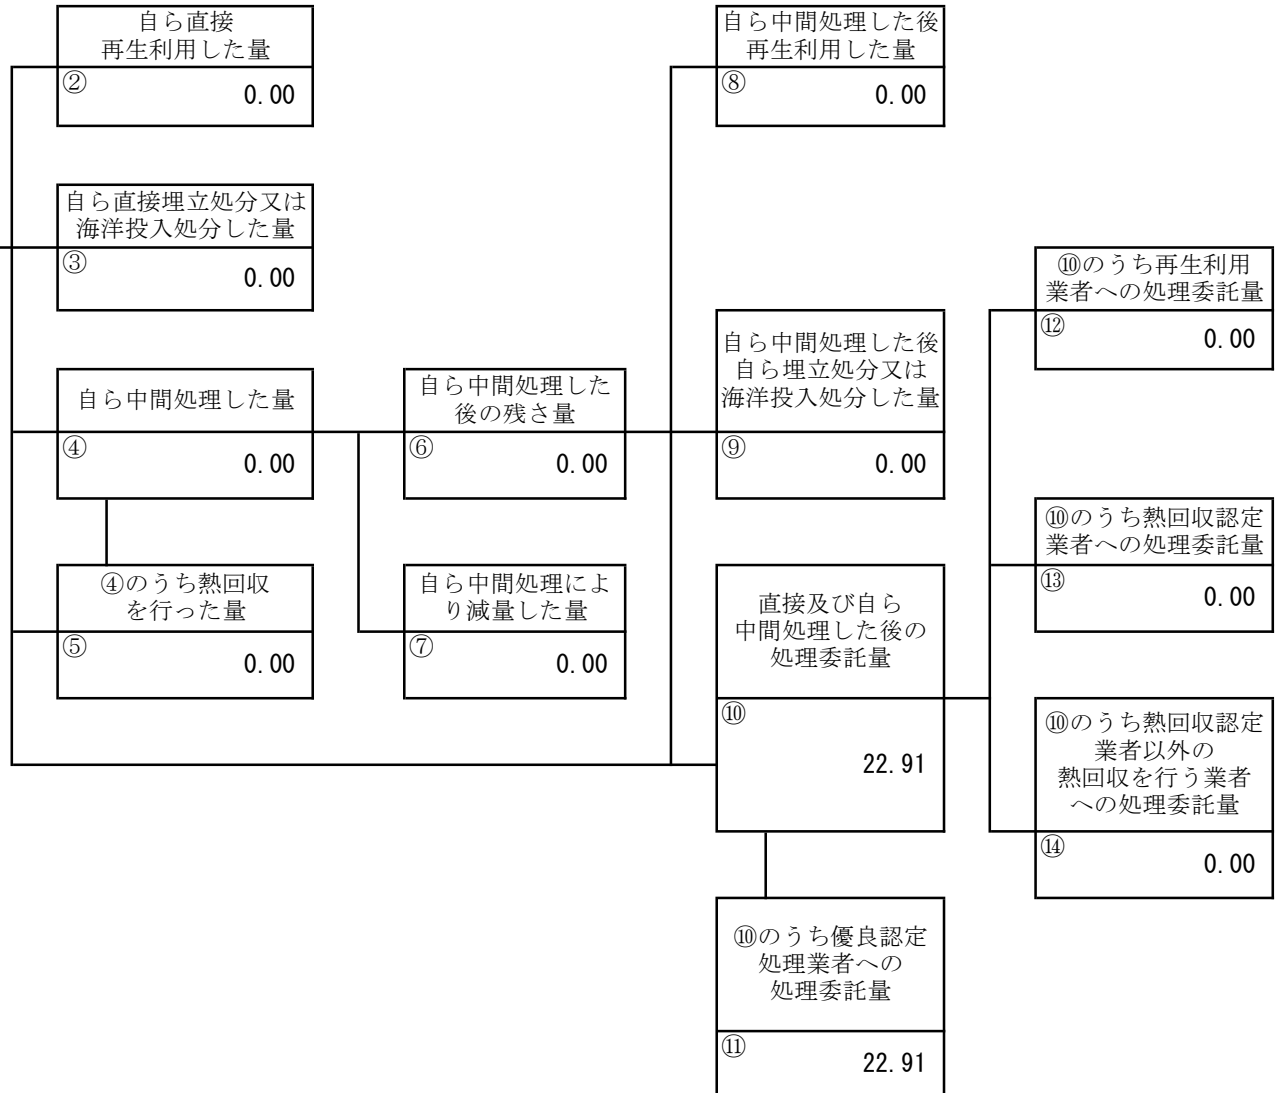 自ら直接
再生利用した量
②
0.00
自ら直接埋立処分又は
海洋投入処分した量
③
0.00
自ら中間処理した量
④
0.00
④のうち熱回収
を行った量
⑤
0.00
自ら中間処理した
後の残さ量
⑥
0.00
自ら中間処理によ
り減量した量
⑦
0.00
自ら中間処理した後
再生利用した量
⑧
0.00
自ら中間処理した後
自ら埋立処分又は
海洋投入処分した量
⑨
0.00
直接及び自ら
中間処理した後の
処理委託量
⑩
22.91
⑩のうち優良認定
処理業者への
処理委託量
⑪
22.91
⑩のうち再生利用
業者への処理委託量
⑫
0.00
⑩のうち熱回収認定
業者への処理委託量
⑬
0.00
⑩のうち熱回収認定
業者以外の
熱回収を行う業者
への処理委託量
⑭
0.00